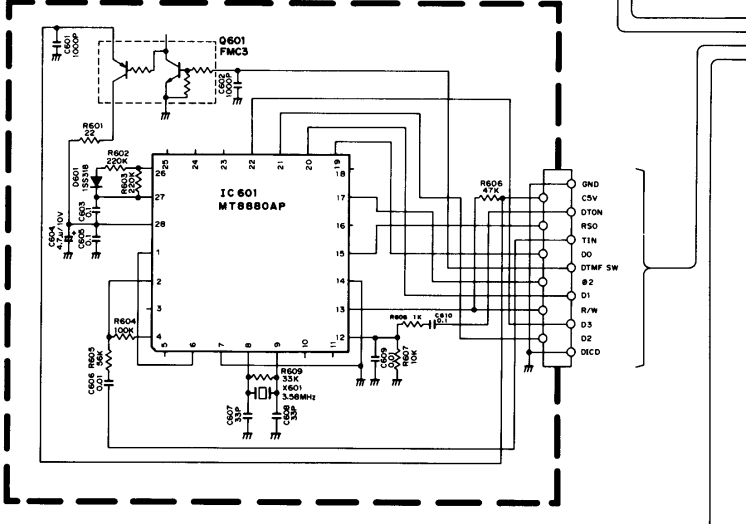 C601
1000P
Q601
FMC3
C602
1000P
R601
22
R602
220K
D601
1SS318
R603
220K
C603
0.1
C604
4.7μ/10V
+
C605
0.1
25
24
23
22
21
20
19
26
27
28
1
2
3
4
18
17
16
15
14
13
12
5
6
7
8
9
10
11
IC601
MT8880AP
R604
100K
R605
56K
C606
0.01
R606
47K
R608 1K
C610
0.1
C609
0.01
R607
10K
R609
33K
X601
3.58MHz
C607
33P
C608
33P
GND
C5V
DTON
RSO
TIN
D0
DTMF SW
Ø2
D1
R/W
D3
D2
DICD